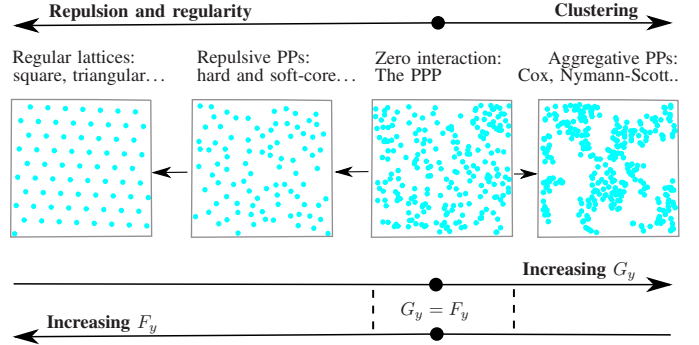 Repulsion and regularity
Clustering
Regular lattices:
square, triangular…
Repulsive PPs:
hard and soft-core…
Zero interaction:
The PPP
Aggregative PPs:
Cox, Nymann-Scott..
Increasing G_y
G_y = F_y
Increasing F_y